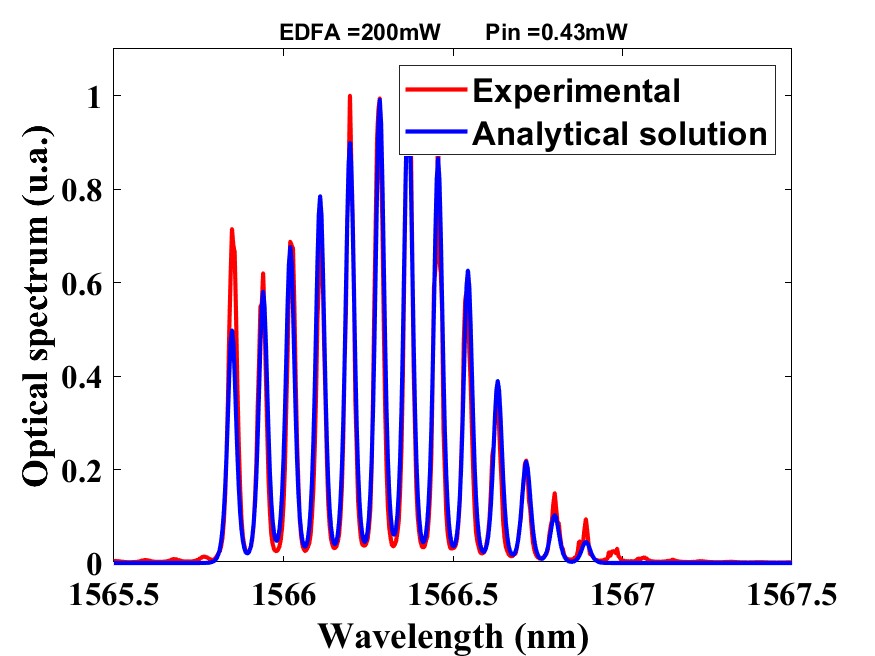 EDFA =200mW Pin =0.43mW
Experimental
Analytical solution
Optical spectrum (u.a.)
1
0.8
0.6
0.4
0.2
0
1565.5 1566 1566.5 1567 1567.5
Wavelength (nm)